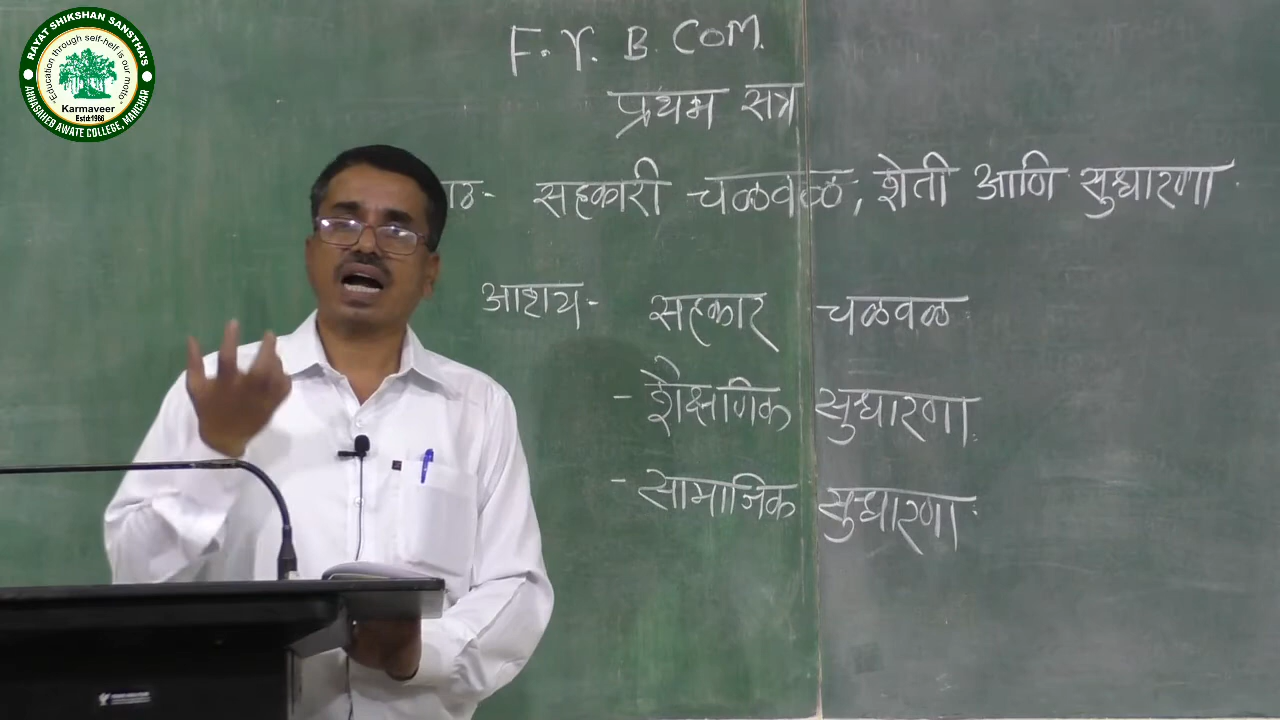 RAYAT SHIKSHAN SANSTHA'S
Education through self-help is our motto"
Karmaveer
Estd:1966
ANNASAHEB AWATE COLLEGE, MANCHAR
F.Y. B.COM.
प्रथम सत्र
पाठ- सहकारी चळवळ, शेती आणि सुधारणा.
आशय- सहकार चळवळ.
- शैक्षणिक सुधारणा.
- सामाजिक सुधारणा.